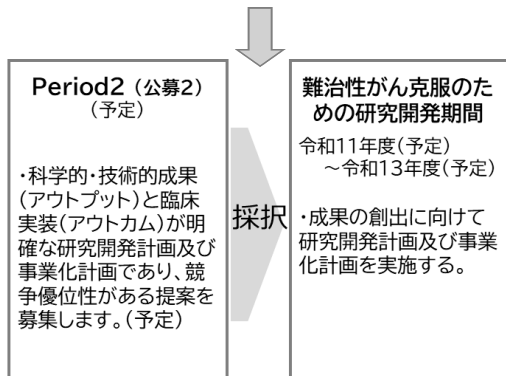 Period2 (公募2)
(予定)
・科学的・技術的成果
(アウトプット)と臨床
実装(アウトカム)が明
確な研究開発計画及び
事業化計画であり、競
争優位性がある提案を
募集します。(予定)
採択
難治性がん克服のた
めの研究開発期間
令和11年度(予定)
～令和13年度(予定)
・成果の創出に向けて
研究開発計画及び事業
化計画を実施する。